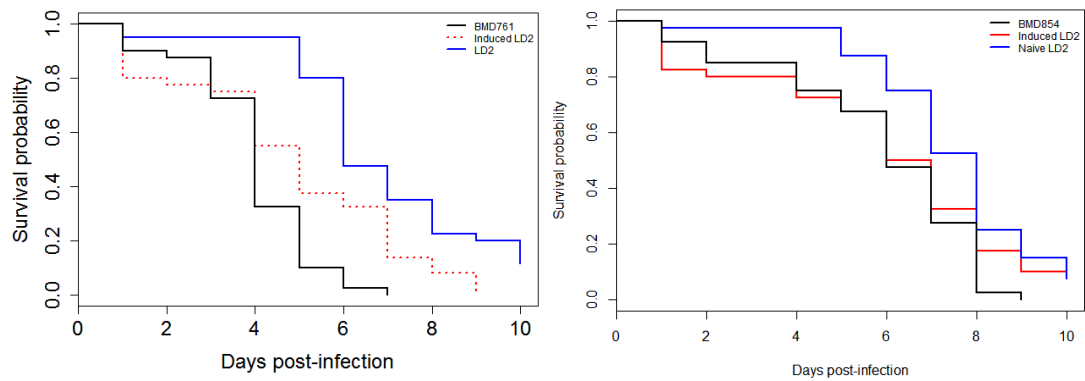 BMD761
Induced LD2
LD2
Survival probability
0.0 0.2 0.4 0.6 0.8 1.0
0 2 4 6 8 10
Days post-infection
BMD854
Induced LD2
Naive LD2
Survival probability
0.0 0.2 0.4 0.6 0.8 1.0
0 2 4 6 8 10
Days post-infection